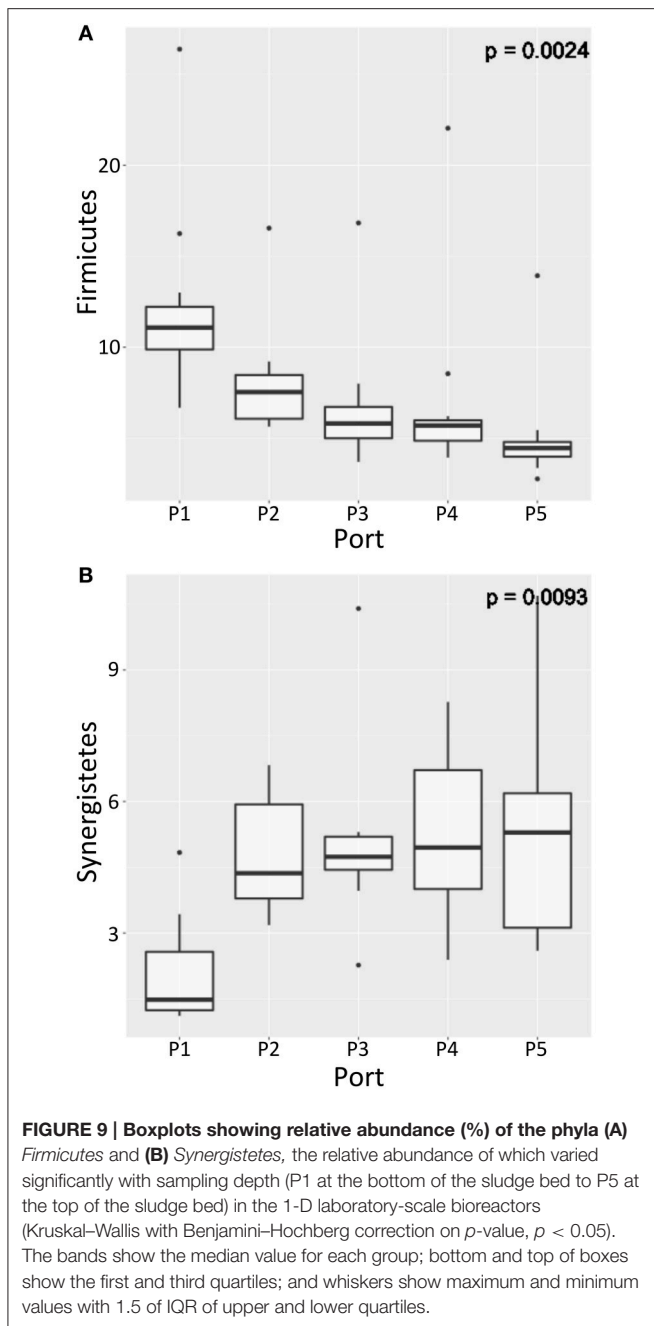 A
p = 0.0024
Firmicutes
20
10
P1 P2 P3 P4 P5
Port
B
p = 0.0093
Synergistetes
9
6
3
P1 P2 P3 P4 P5
Port
FIGURE 9 | Boxplots showing relative abundance (%) of the phyla (A)
Firmicutes and (B) Synergistetes, the relative abundance of which varied
significantly with sampling depth (P1 at the bottom of the sludge bed to P5 at
the top of the sludge bed) in the 1-D laboratory-scale bioreactors
(Kruskal–Wallis with Benjamini–Hochberg correction on p-value, p < 0.05).
The bands show the median value for each group; bottom and top of boxes
show the first and third quartiles; and whiskers show maximum and minimum
values with 1.5 of IQR of upper and lower quartiles.